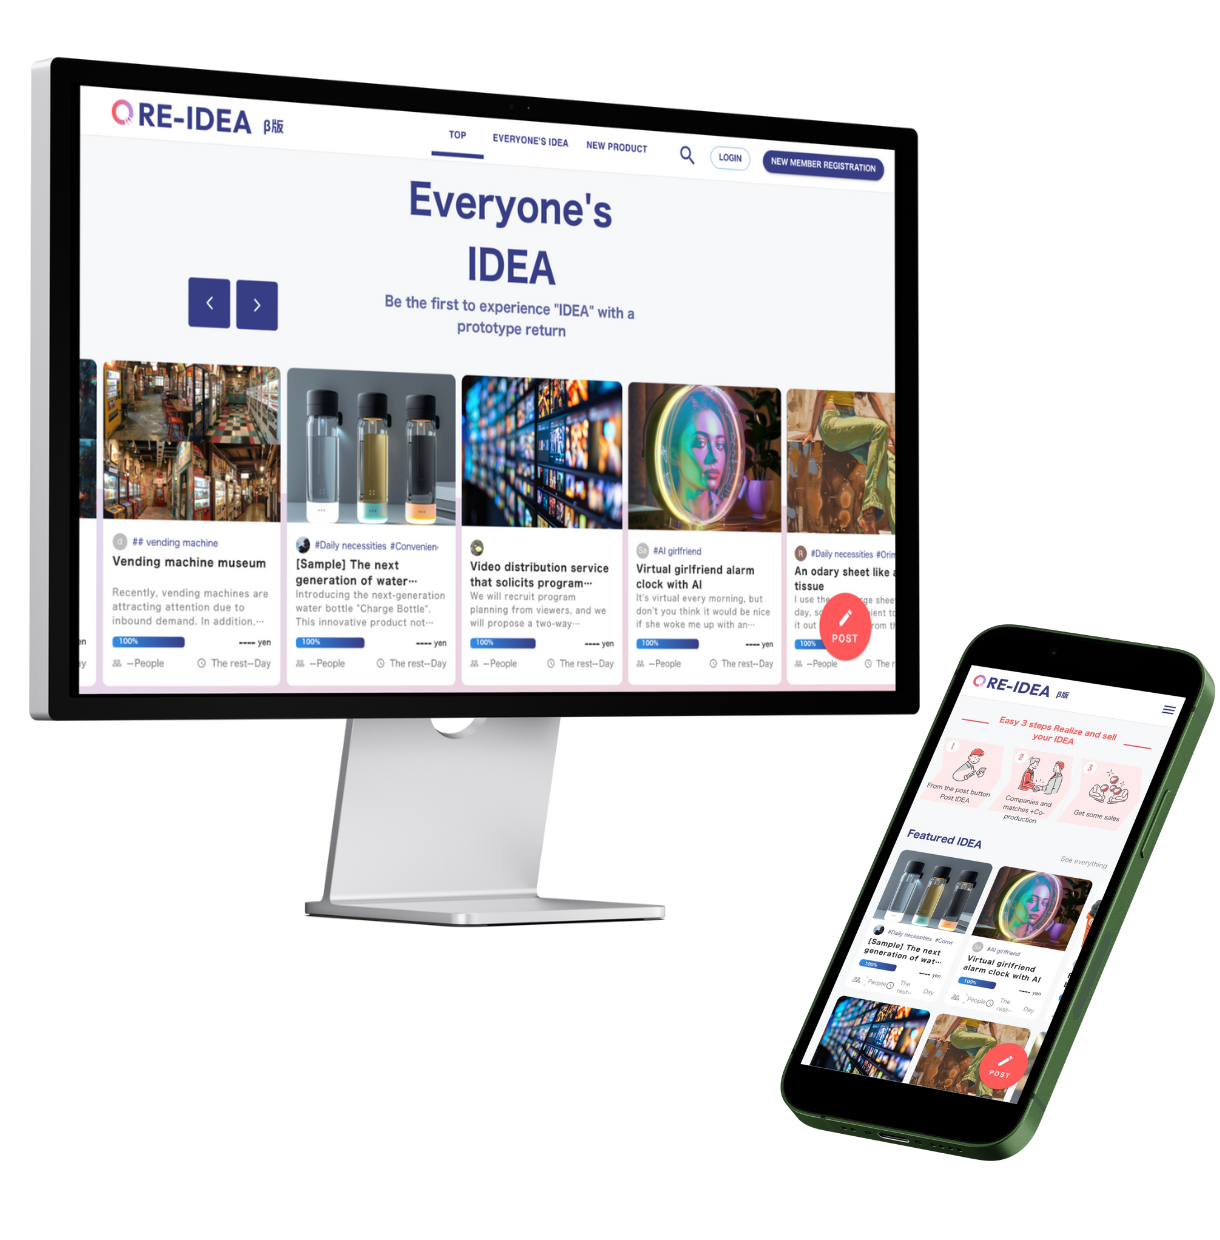 RE-IDEA β版
TOP
EVERYONE'S IDEA
NEW PRODUCT
LOGIN
NEW MEMBER REGISTRATION
Everyone's
IDEA
Be the first to experience "IDEA" with a
prototype return
d ## vending machine
Vending machine museum
Recently, vending machines are
attracting attention due to
inbound demand. In addition,···
100%
---- yen
--People
The rest--Day
#Daily necessities #Convenien
[Sample] The next
generation of water···
Introducing the next-generation
water bottle "Charge Bottle".
This innovative product not···
100%
---- yen
--People
The rest--Day
Video distribution service
that solicits program···
We will recruit program
planning from viewers, and we
will propose a two-way···
100%
---- yen
--People
The rest--Day
Sa #AI girlfriend
Virtual girlfriend alarm
clock with AI
It's virtual every morning, but
don't you think it would be nice
if she woke me up with an···
100%
---- yen
--People
The rest--Day
R #Daily necessities #Orin
An odary sheet like a
tissue
I use the rge shee
day, so ient to
it out from th
100%
--People
The r
POST
en
y
RE-IDEA β版
Easy 3 steps Realize and sell
your IDEA
1
From the post button
Post IDEA
2
Companies and
matches +Co-
production
3
Get some sales
Featured IDEA
See everything
#Daily necessities #Conv
[Sample] The next
generation of wat···
100%
---- yen
People
The
rest--
Day
#AI girlfriend
Virtual girlfriend
alarm clock with AI
100%
---- yen
People
The
rest--
Day
POST